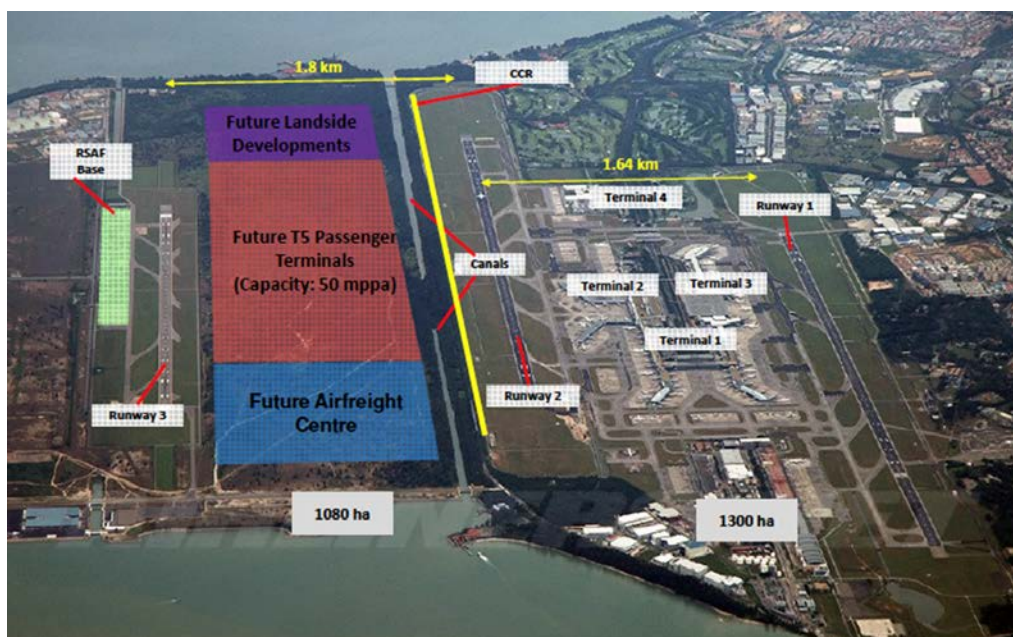 1.8 km
CCR
Future Landside
Developments
RSAF
Base
1.64 km
Terminal 4
Runway 1
Future T5 Passenger
Terminals
(Capacity: 50 mppa)
Canals
Terminal 2
Terminal 3
Terminal 1
Runway 3
Runway 2
Future Airfreight
Centre
1080 ha
1300 ha